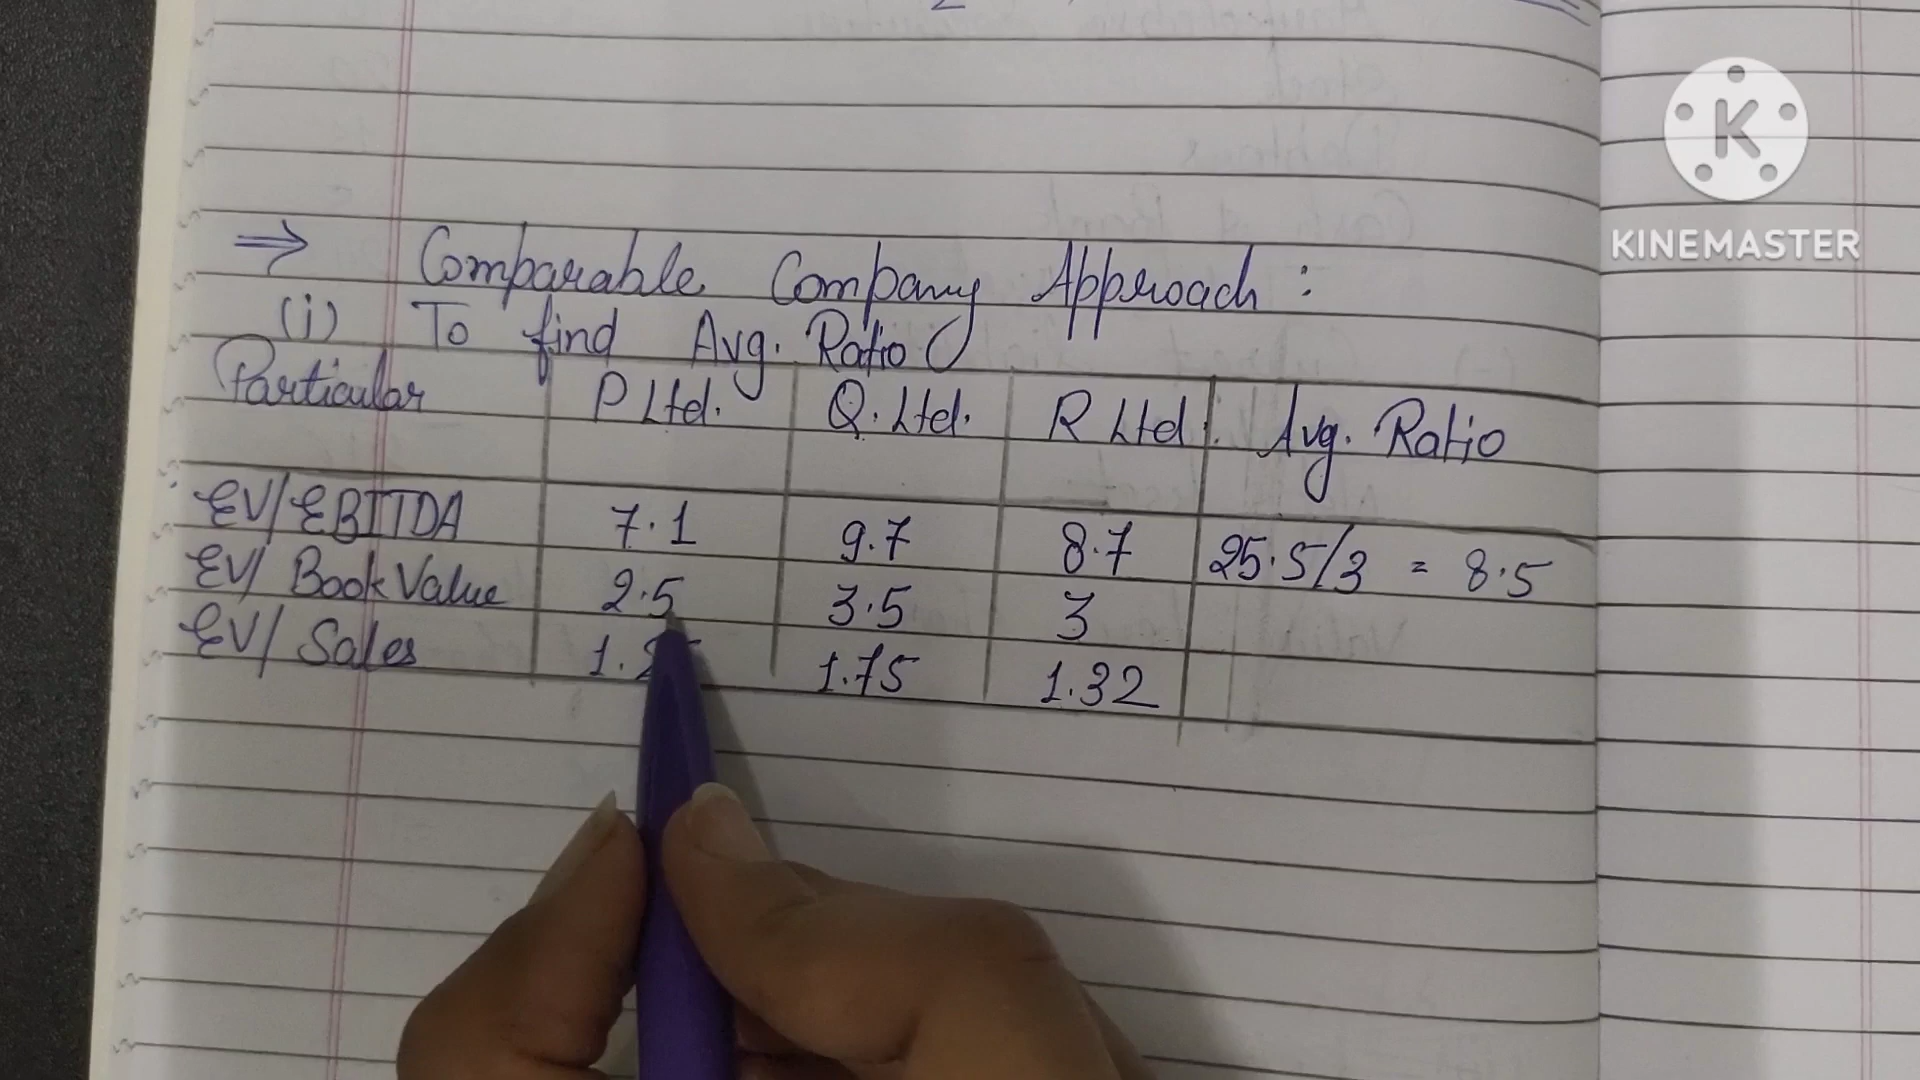 ⇒ Comparable Company Approach :
(i) To find Avg. Ratio
Particular P Ltd. Q. Ltd. R Ltd. Avg. Ratio
EV/EBITDA 7.1 9.7 8.7 25.5/3 = 8.5
EV/ Book Value 2.5 3.5 3
EV/ Sales 1.75 1.32
K
KINEMASTER